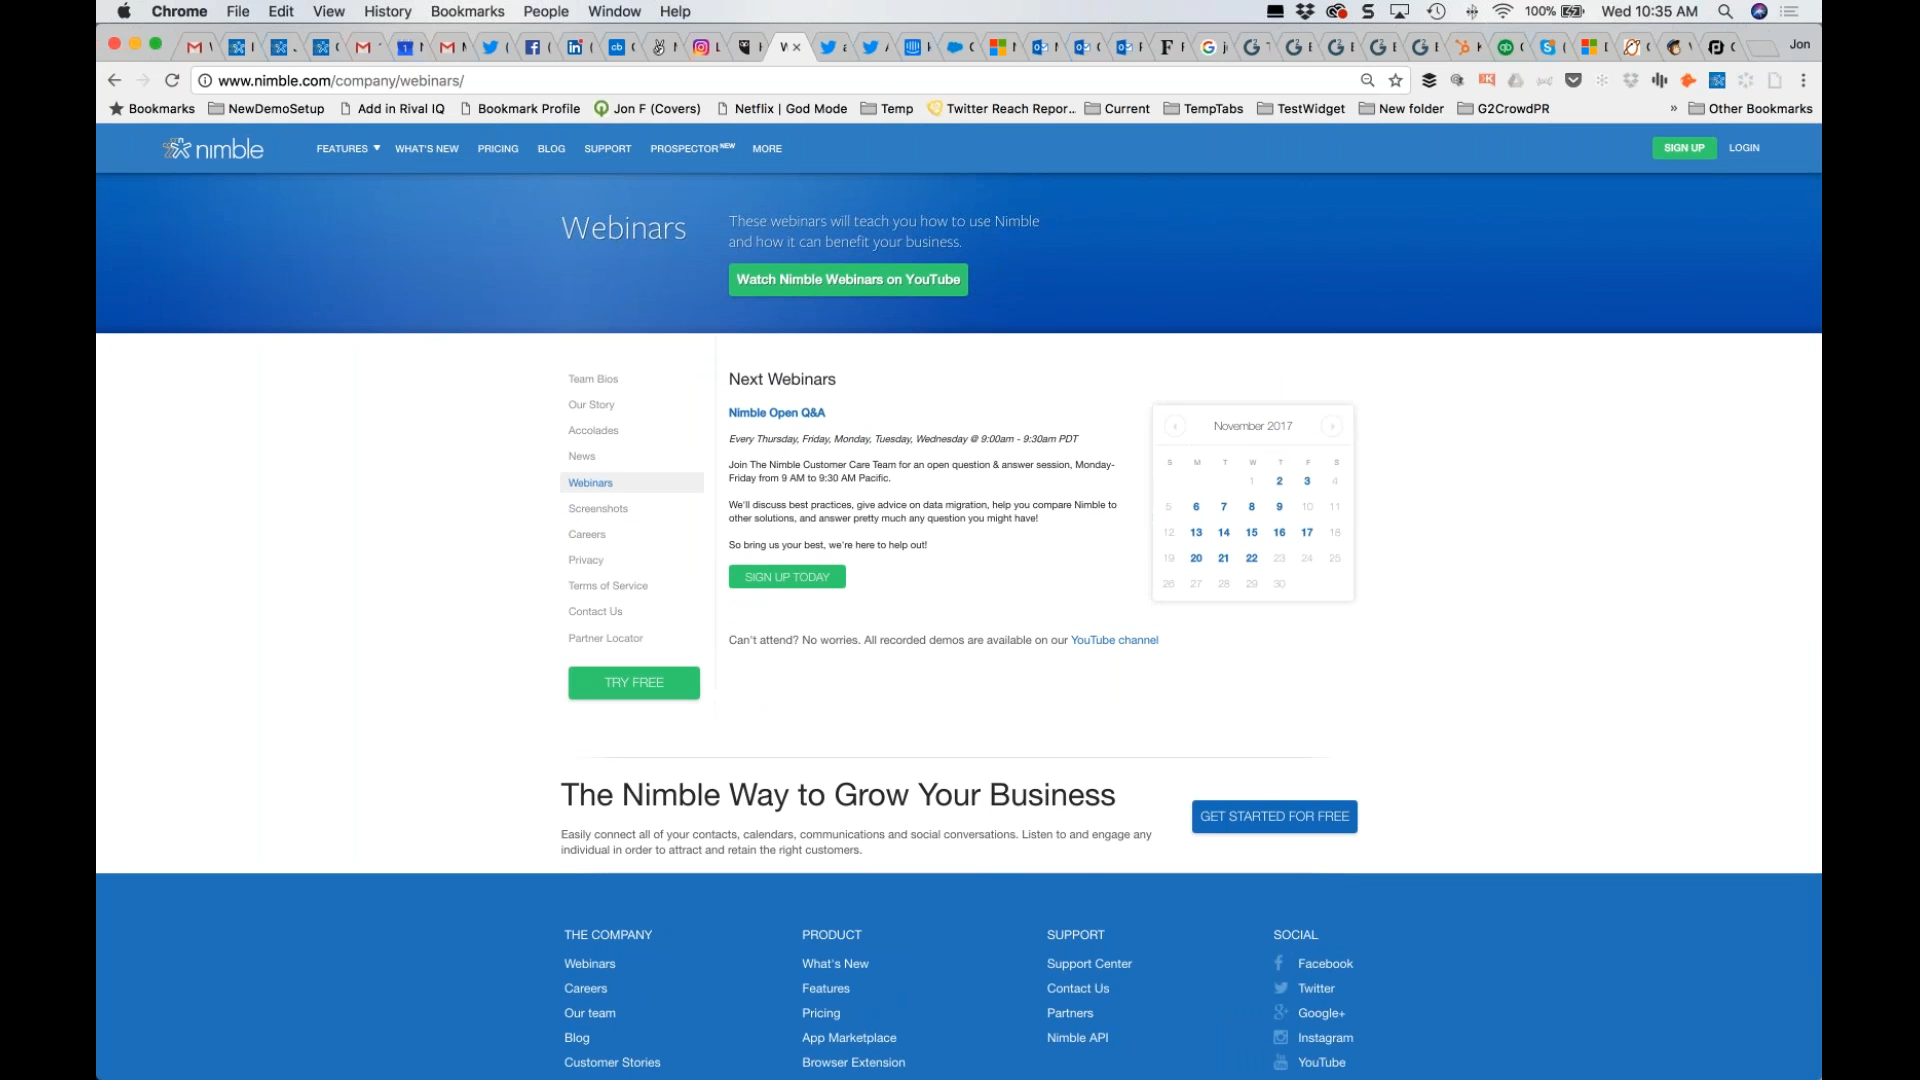 Chrome File Edit View History Bookmarks People Window Help 100% Wed 10:35 AM
Jon
www.nimble.com/company/webinars/
Bookmarks NewDemoSetup Add in Rival IQ Bookmark Profile Jon F (Covers) Netflix | God Mode Temp Twitter Reach Repor... Current TempTabs TestWidget New folder G2CrowdPR » Other Bookmarks
nimble FEATURES ▼ WHAT'S NEW PRICING BLOG SUPPORT PROSPECTOR NEW MORE SIGN UP LOGIN
Webinars
These webinars will teach you how to use Nimble
and how it can benefit your business.
Watch Nimble Webinars on YouTube
Team Bios
Our Story
Accolades
News
Webinars
Screenshots
Careers
Privacy
Terms of Service
Contact Us
Partner Locator
TRY FREE
Next Webinars
Nimble Open Q&A
Every Thursday, Friday, Monday, Tuesday, Wednesday @ 9:00am - 9:30am PDT
Join The Nimble Customer Care Team for an open question & answer session, Monday-
Friday from 9 AM to 9:30 AM Pacific.
We'll discuss best practices, give advice on data migration, help you compare Nimble to
other solutions, and answer pretty much any question you might have!
So bring us your best, we're here to help out!
SIGN UP TODAY
November 2017
S M T W T F S
1 2 3 4
5 6 7 8 9 10 11
12 13 14 15 16 17 18
19 20 21 22 23 24 25
26 27 28 29 30
Can't attend? No worries. All recorded demos are available on our YouTube channel
The Nimble Way to Grow Your Business
Easily connect all of your contacts, calendars, communications and social conversations. Listen to and engage any
individual in order to attract and retain the right customers.
GET STARTED FOR FREE
THE COMPANY
Webinars
Careers
Our team
Blog
Customer Stories
PRODUCT
What's New
Features
Pricing
App Marketplace
Browser Extension
SUPPORT
Support Center
Contact Us
Partners
Nimble API
SOCIAL
Facebook
Twitter
Google+
Instagram
YouTube